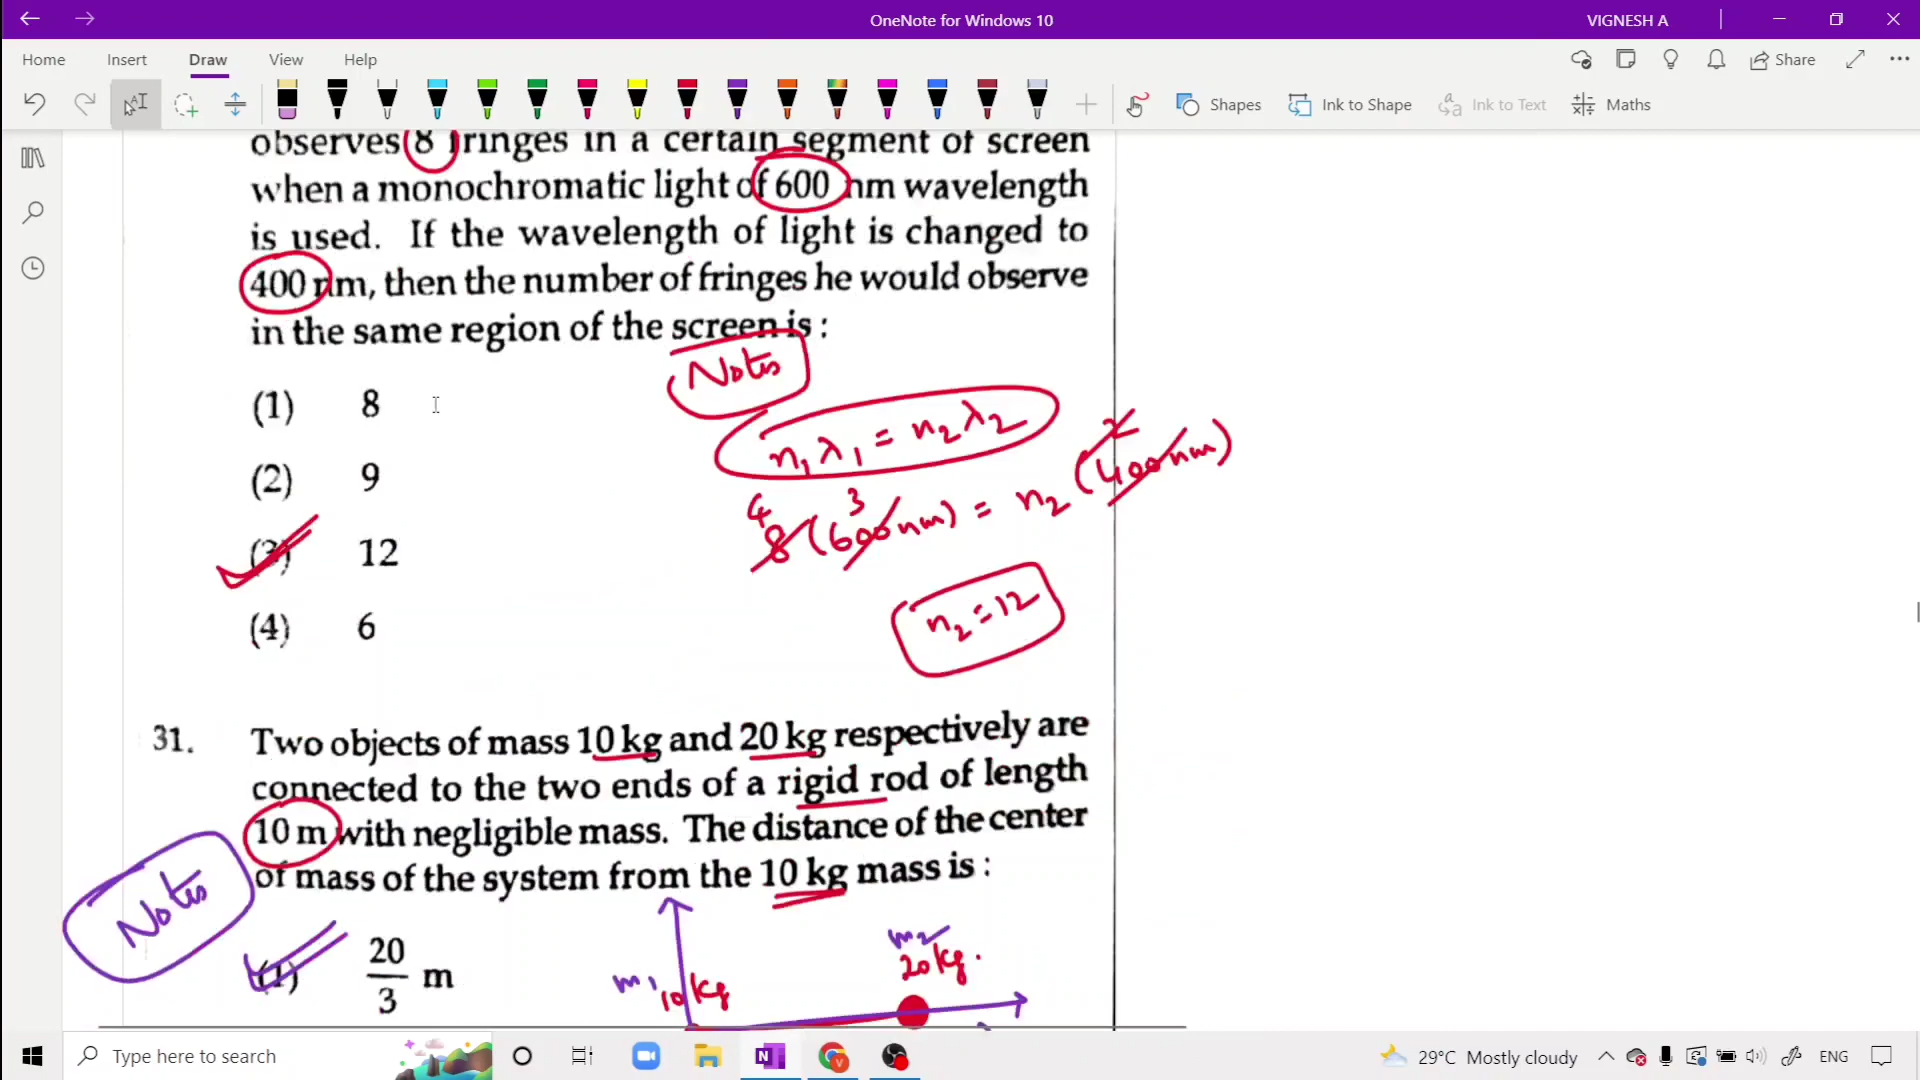 OneNote for Windows 10
VIGNESH A
Home Insert Draw View Help
Share
Shapes Ink to Shape Ink to Text Maths
observes 8 fringes in a certain segment of screen
when a monochromatic light of 600 nm wavelength
is used. If the wavelength of light is changed to
400 nm, then the number of fringes he would observe
in the same region of the screen is :
Notes
(1) 8
n₁λ₁ = n₂λ₂
(2) 9
4 3 2
8 (600nm) = n₂ (400nm)
(3) 12
n₂ = 12
(4) 6
31. Two objects of mass 10 kg and 20 kg respectively are
connected to the two ends of a rigid rod of length
10 m with negligible mass. The distance of the center
of mass of the system from the 10 kg mass is :
Notes
(1) 20/3 m
m₁ 10kg
m₂
20kg.
Type here to search
29°C Mostly cloudy
ENG